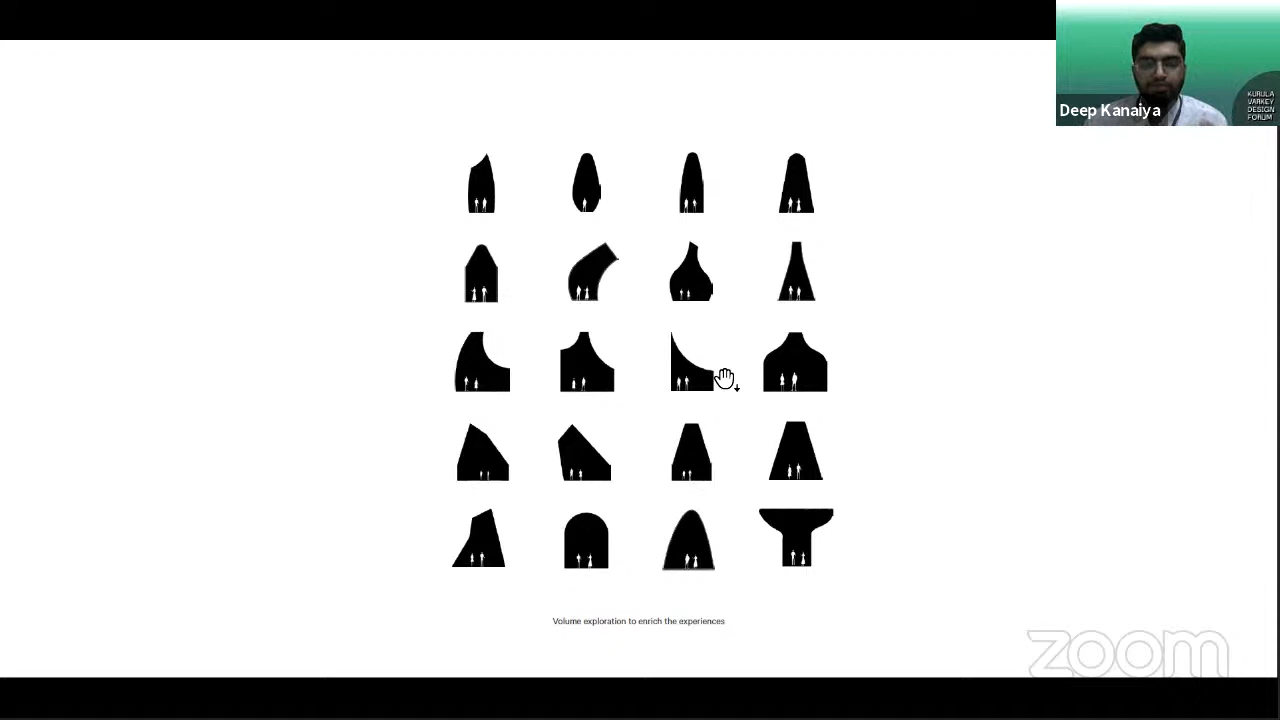 KURULA
VARKEY
DESIGN
FORUM
Deep Kanaiya
Volume exploration to enrich the experiences
zoom